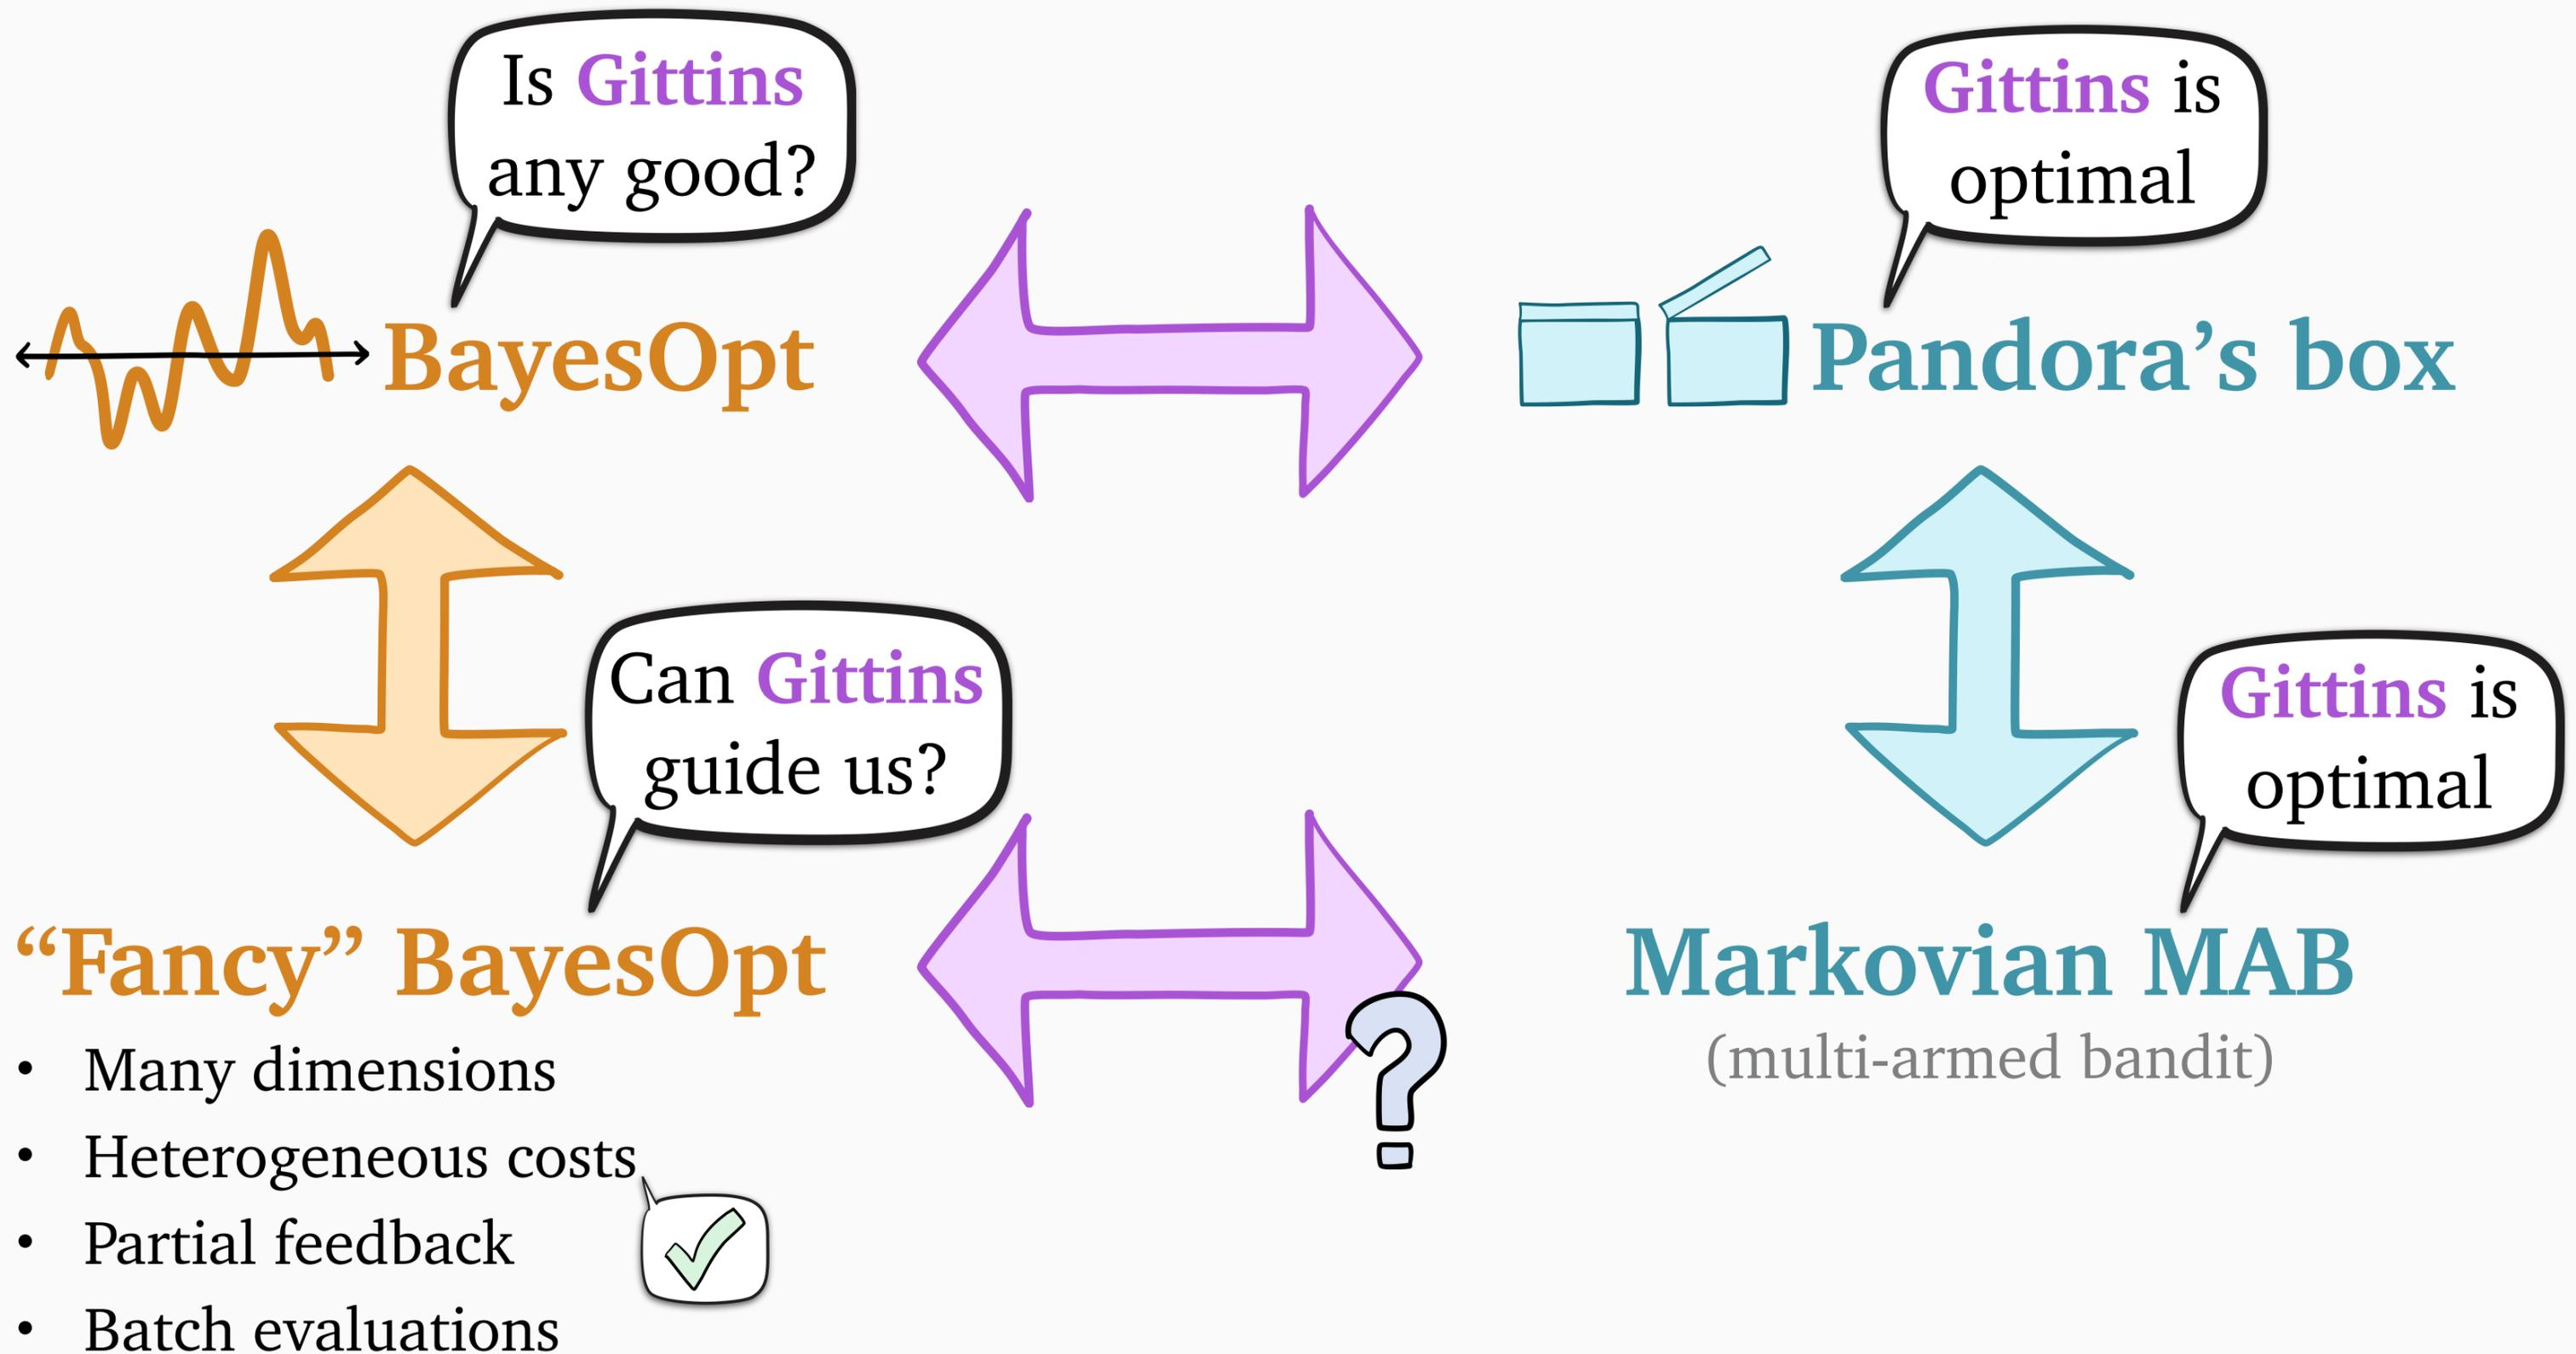 Is Gittins
any good?
Gittins is
optimal
BayesOpt
Pandora’s box
Can Gittins
guide us?
Gittins is
optimal
“Fancy” BayesOpt
• Many dimensions
• Heterogeneous costs
• Partial feedback
• Batch evaluations
?
Markovian MAB
(multi-armed bandit)